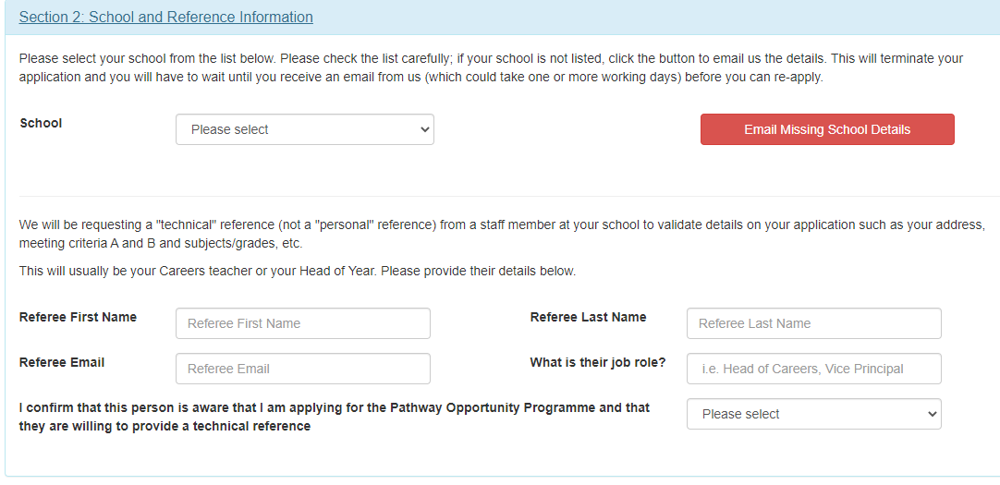 Section 2: School and Reference Information
Please select your school from the list below. Please check the list carefully; if your school is not listed, click the button to email us the details. This will terminate your
application and you will have to wait until you receive an email from us (which could take one or more working days) before you can re-apply.
School
Please select
Email Missing School Details
We will be requesting a "technical" reference (not a "personal" reference) from a staff member at your school to validate details on your application such as your address,
meeting criteria A and B and subjects/grades, etc.
This will usually be your Careers teacher or your Head of Year. Please provide their details below.
Referee First Name
Referee First Name
Referee Last Name
Referee Last Name
Referee Email
Referee Email
What is their job role?
i.e. Head of Careers, Vice Principal
I confirm that this person is aware that I am applying for the Pathway Opportunity Programme and that
they are willing to provide a technical reference
Please select